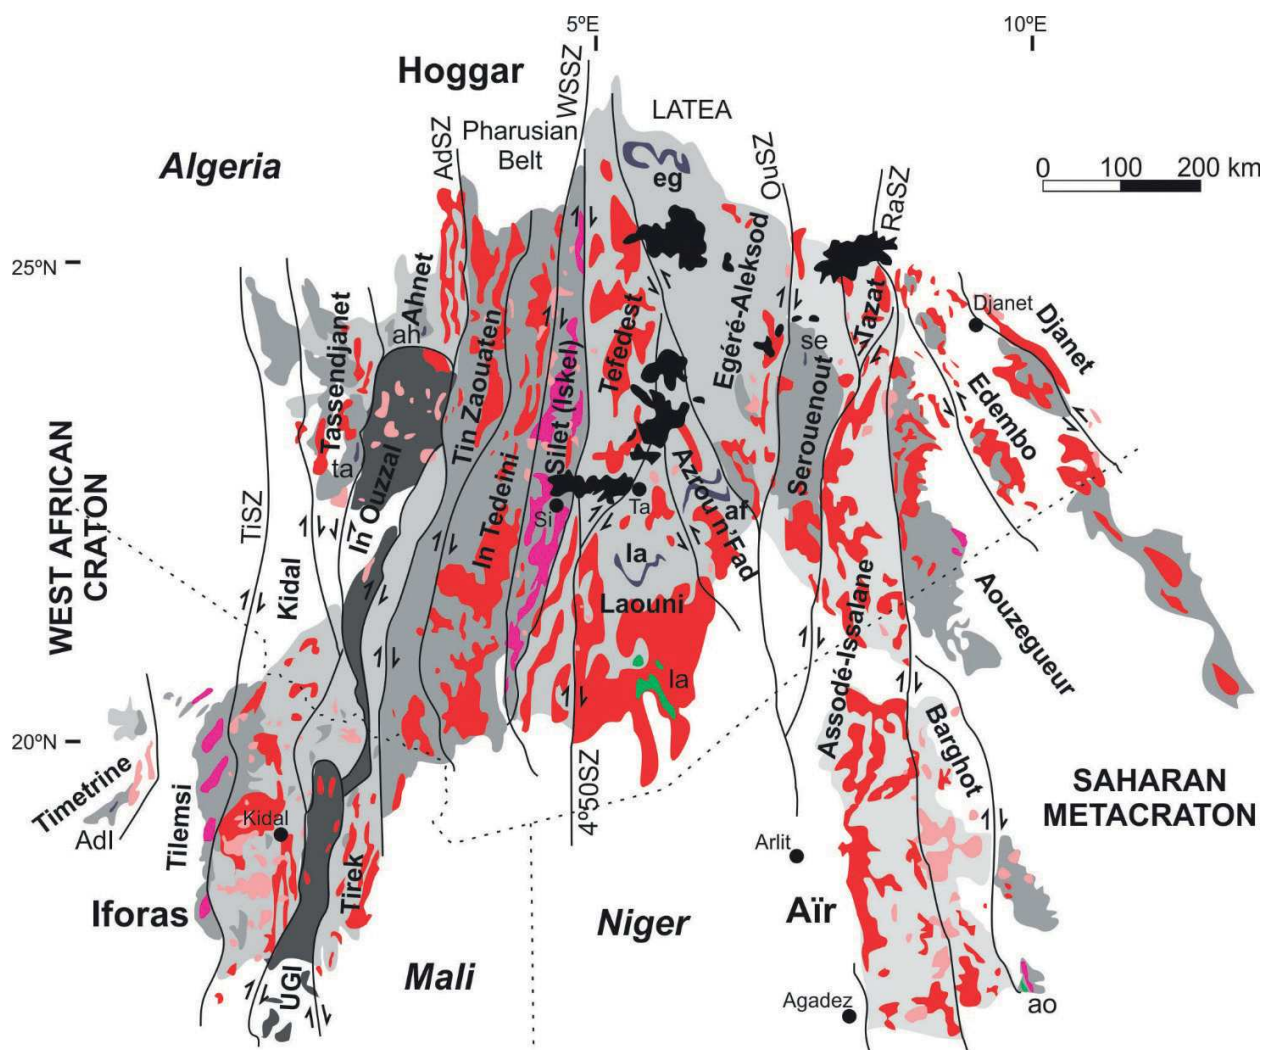 5ºE
10ºE
Hoggar
WSSZ
LATEA
AdSZ
Pharusian
Belt
OuSZ
RaSZ
Algeria
eg
0 100 200 km
25ºN
Ahnet
ah
Tassendjanet
ta
In Ouzzal
Tin Zaouaten
In Tedeini
Silet (Iskel)
Tefedest
Egéré-Aleksod
se
Serouenout
Tazat
Djanet
Djanet
Edembo
WEST AFRICAN
CRATON
TiSZ
Kidal
Si
Ta
Azrou n'Fad
af
la
Laouni
la
Assodé-Issalane
Aouzegueur
Barghot
20ºN
Timetrine
Adl
Tilemsi
Kidal
4º50SZ
SAHARAN
METACRATON
Arlit
Tirek
Iforas
Niger
Aïr
UGI
Mali
Agadez
ao